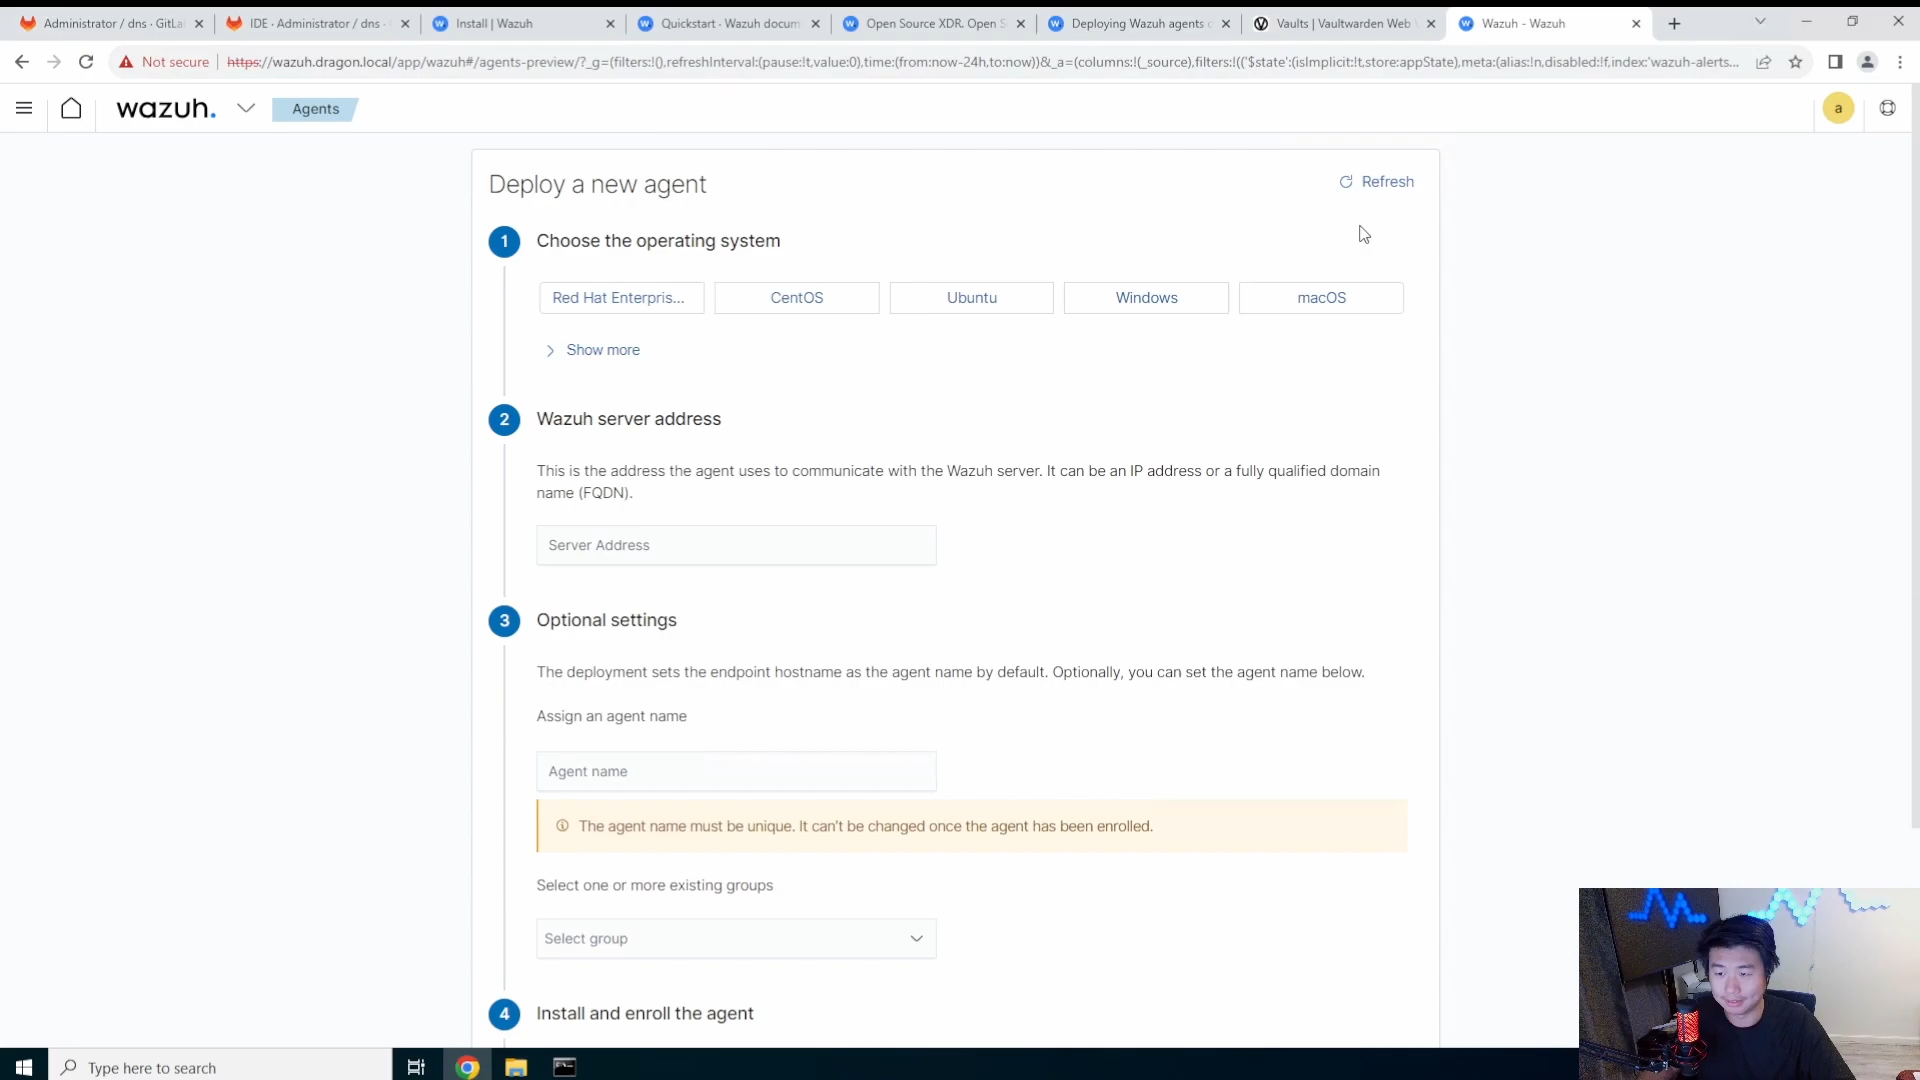 Administrator / dns · GitLa
IDE · Administrator / dns ·
Install | Wazuh
Quickstart · Wazuh docum
Open Source XDR. Open S
Deploying Wazuh agents o
Vaults | Vaultwarden Web
Wazuh - Wazuh
Not secure
https://wazuh.dragon.local/app/wazuh#/agents-preview/?_g=(filters:!(),refreshInterval:(pause:!t,value:0),time:(from:now-24h,to:now))&_a=(columns:!(_source),filters:!(('$state':(isImplicit:!t,store:appState),meta:(alias:!n,disabled:!f,index:'wazuh-alerts...
wazuh.
Agents
a
Deploy a new agent
Refresh
1
Choose the operating system
Red Hat Enterpris...
CentOS
Ubuntu
Windows
macOS
Show more
2
Wazuh server address
This is the address the agent uses to communicate with the Wazuh server. It can be an IP address or a fully qualified domain
name (FQDN).
Server Address
3
Optional settings
The deployment sets the endpoint hostname as the agent name by default. Optionally, you can set the agent name below.
Assign an agent name
Agent name
The agent name must be unique. It can't be changed once the agent has been enrolled.
Select one or more existing groups
Select group
4
Install and enroll the agent
Type here to search